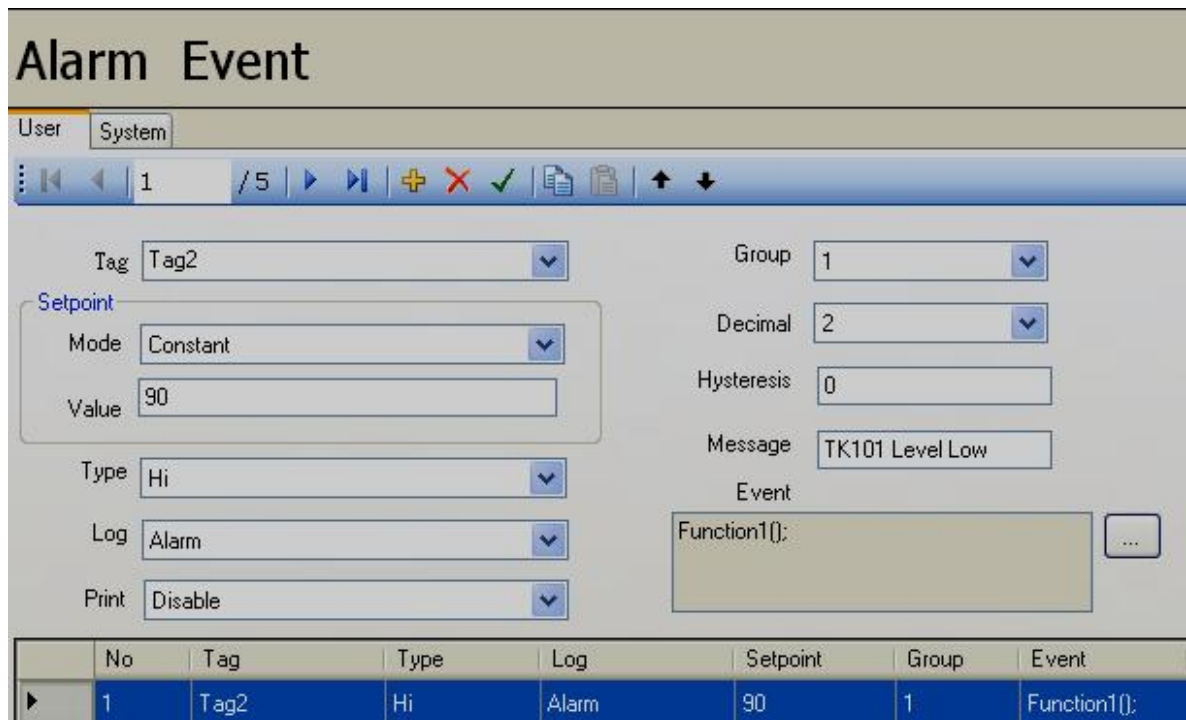 Alarm Event
User System
1 / 5
Tag Tag2
Group 1
Setpoint
Mode Constant
Decimal 2
Value 90
Hysteresis 0
Type Hi
Message TK101 Level Low
Event
Log Alarm
Function1();
...
Print Disable
No Tag Type Log Setpoint Group Event
1 Tag2 Hi Alarm 90 1 Function1();